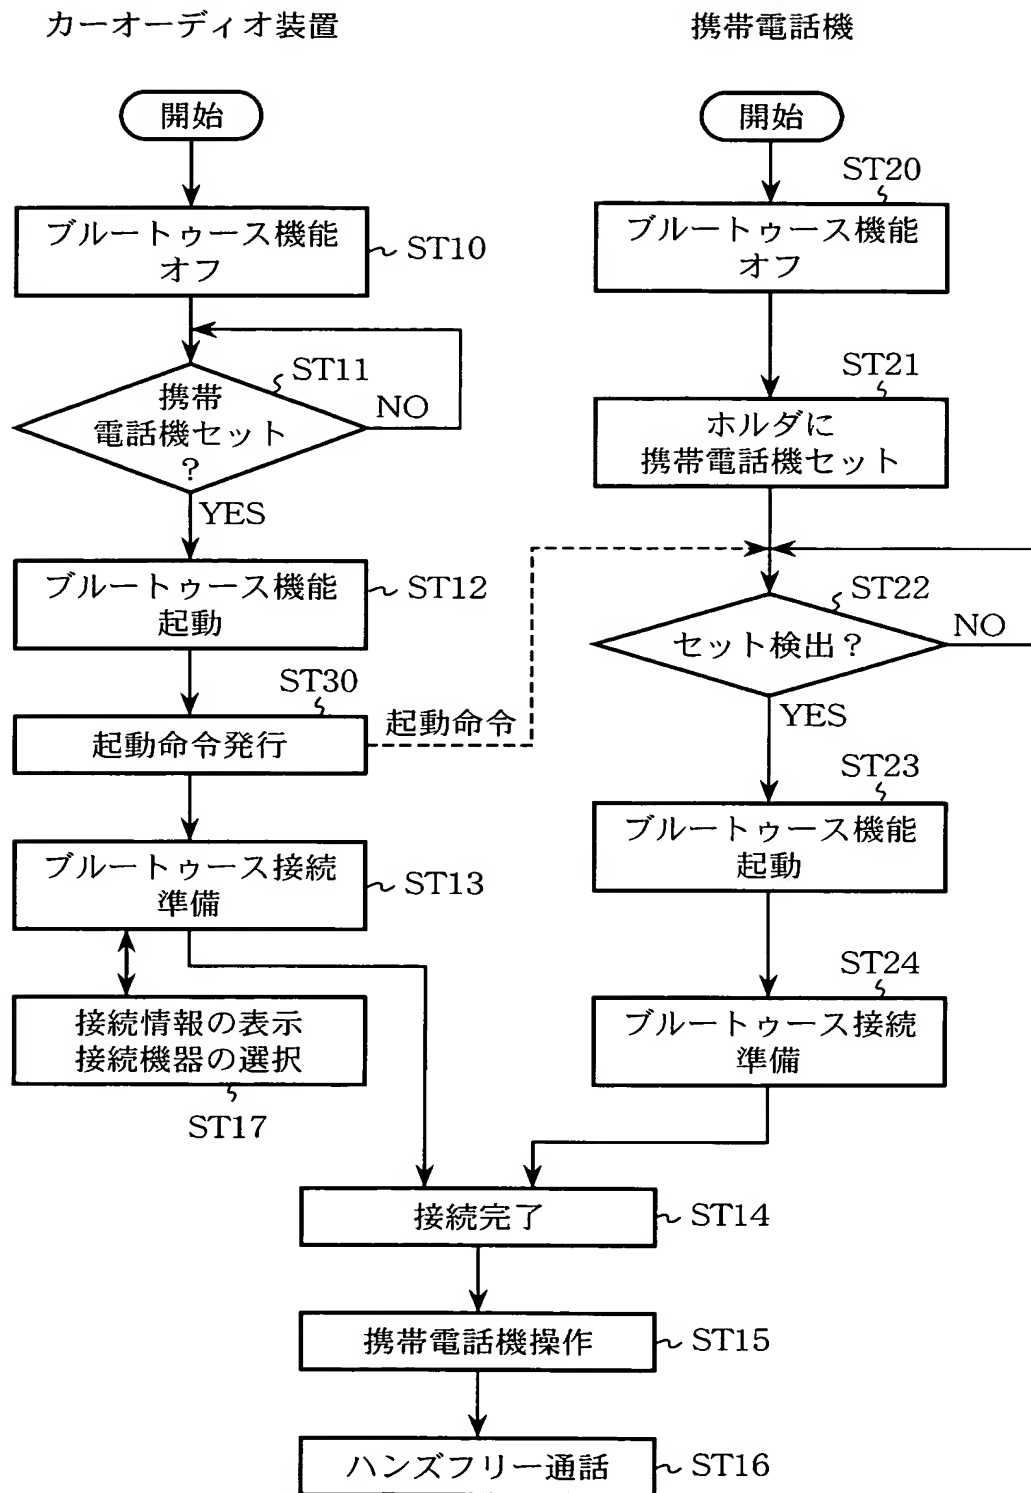 カーオーディオ装置
開始
ブルートゥース機能
オフ
ST10
ST11
携帯
電話機セット
?
NO
YES
ブルートゥース機能
起動
ST12
ST30
起動命令発行
起動命令
ブルートゥース接続
準備
ST13
接続情報の表示
接続機器の選択
ST17
携帯電話機
開始
ST20
ブルートゥース機能
オフ
ST21
ホルダに
携帯電話機セット
ST22
セット検出?
NO
YES
ST23
ブルートゥース機能
起動
ST24
ブルートゥース接続
準備
接続完了
ST14
携帯電話機操作
ST15
ハンズフリー通話
ST16